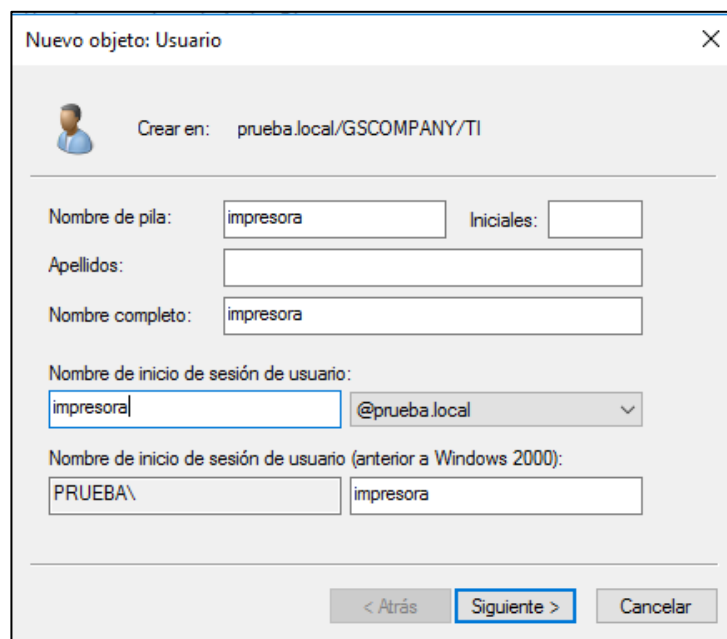 Nuevo objeto: Usuario
Crear en: prueba.local/GSCOMPANY/TI
Nombre de pila: impresora Iniciales:
Apellidos:
Nombre completo: impresora
Nombre de inicio de sesión de usuario:
impresora @prueba.local
Nombre de inicio de sesión de usuario (anterior a Windows 2000):
PRUEBA\ impresora
< Atrás Siguiente > Cancelar